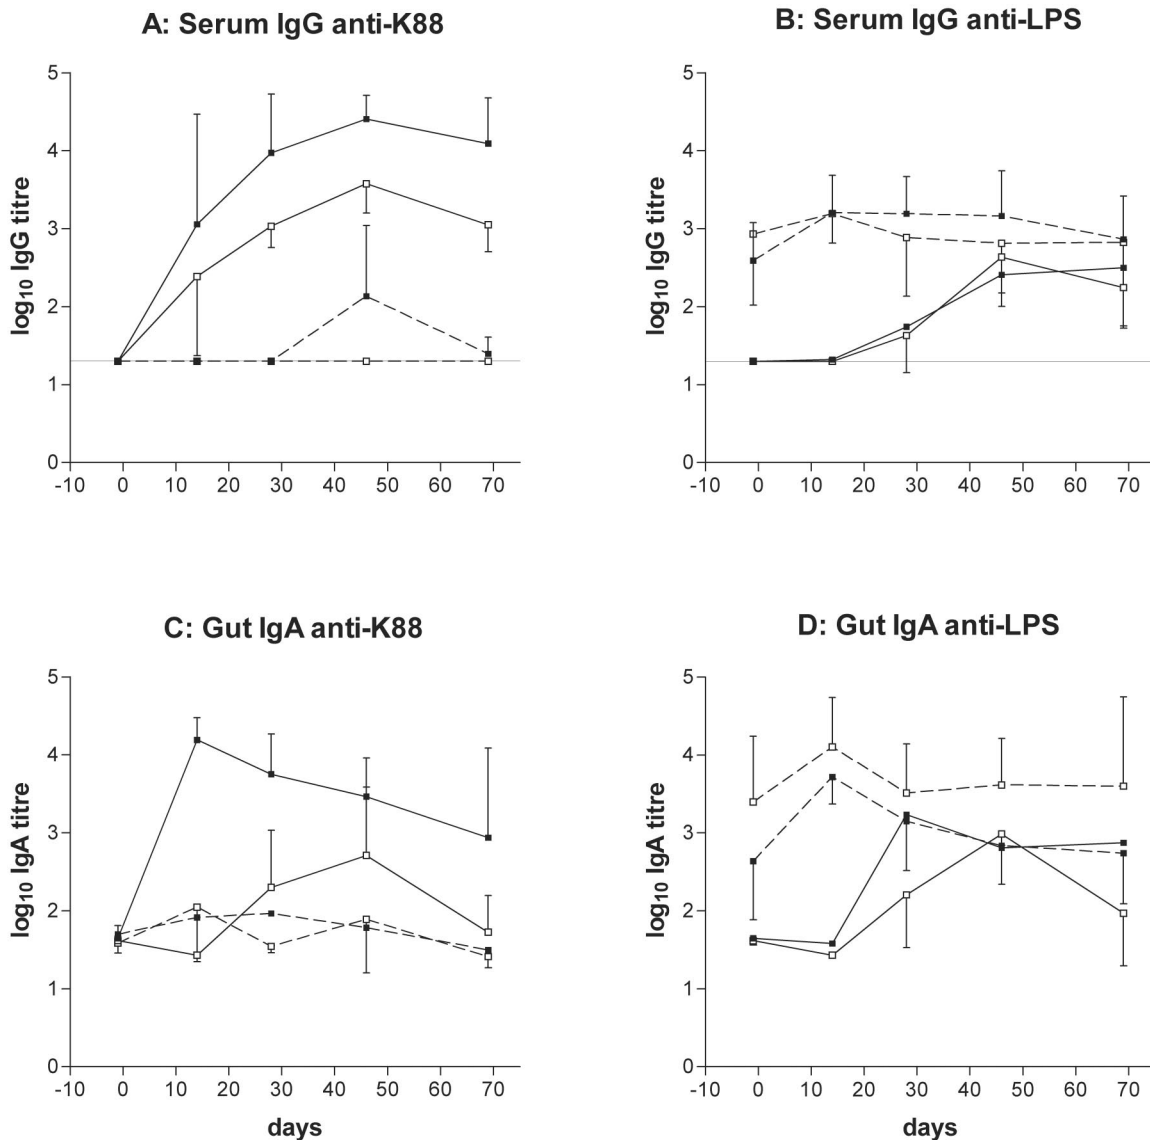 A: Serum IgG anti-K88
B: Serum IgG anti-LPS
log10 IgG titre
5
4
3
2
1
0
-10 0 10 20 30 40 50 60 70
log10 IgG titre
5
4
3
2
1
0
-10 0 10 20 30 40 50 60 70
C: Gut IgA anti-K88
D: Gut IgA anti-LPS
log10 IgA titre
5
4
3
2
1
0
-10 0 10 20 30 40 50 60 70
days
log10 IgA titre
5
4
3
2
1
0
-10 0 10 20 30 40 50 60 70
days